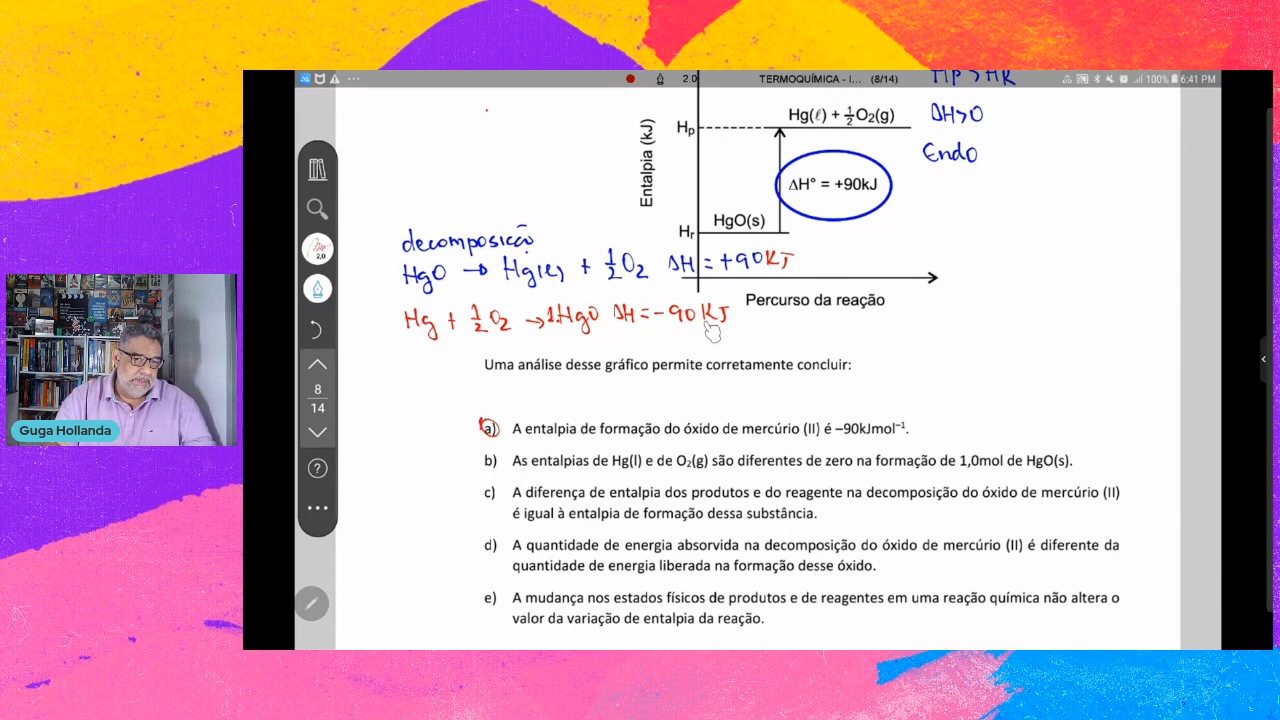 2.0
TERMOQUÍMICA - I... (8/14)
100%
6:41 PM
Hp > HR
ΔH>0
Endo
Entalpia (kJ)
Hp
Hg(ℓ) + ½O₂(g)
ΔH° = +90kJ
HgO(s)
Hr
Percurso da reação
decomposição
HgO → Hg(l) + ½O₂ ΔH = +90KJ
Hg + ½O₂ → 1HgO ΔH = -90KJ
Uma análise desse gráfico permite corretamente concluir:
a) A entalpia de formação do óxido de mercúrio (II) é –90kJmol⁻¹.
b) As entalpias de Hg(l) e de O₂(g) são diferentes de zero na formação de 1,0mol de HgO(s).
c) A diferença de entalpia dos produtos e do reagente na decomposição do óxido de mercúrio (II)
é igual à entalpia de formação dessa substância.
d) A quantidade de energia absorvida na decomposição do óxido de mercúrio (II) é diferente da
quantidade de energia liberada na formação desse óxido.
e) A mudança nos estados físicos de produtos e de reagentes em uma reação química não altera o
valor da variação de entalpia da reação.
2.0
8
14
Guga Hollanda